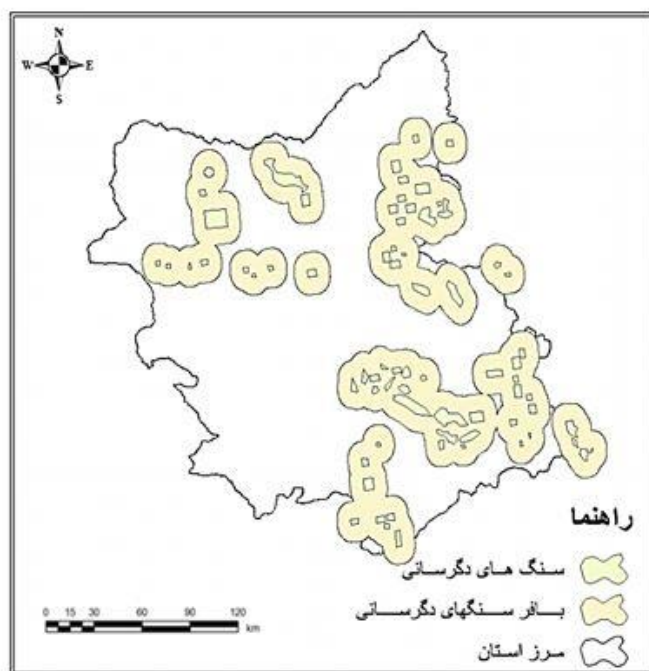 N
W E
S
راهنما
سنگ های دگرسانی
بافر سنگهای دگرسانی
مرز استان
0 15 30 60 90 120
km